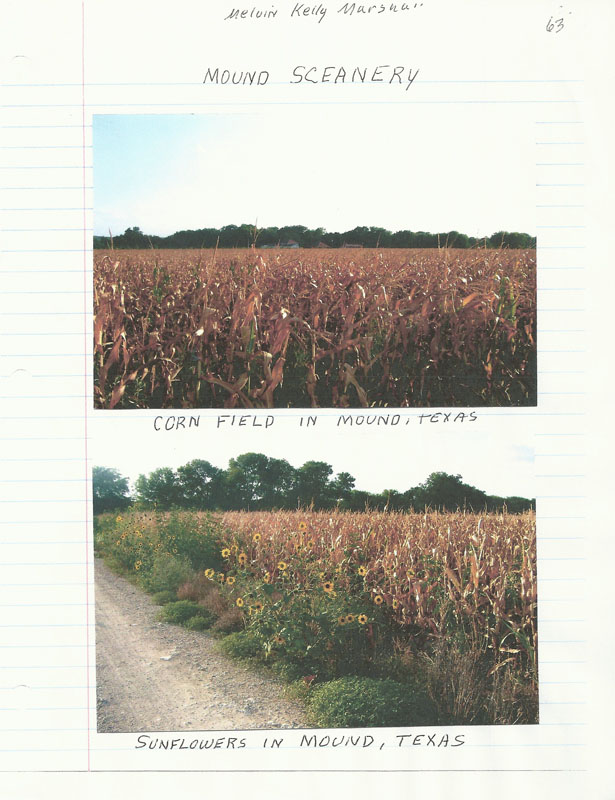 Melvin Kelly Marshall
63
MOUND SCEANERY
CORN FIELD IN MOUND, TEXAS
SUNFLOWERS IN MOUND, TEXAS